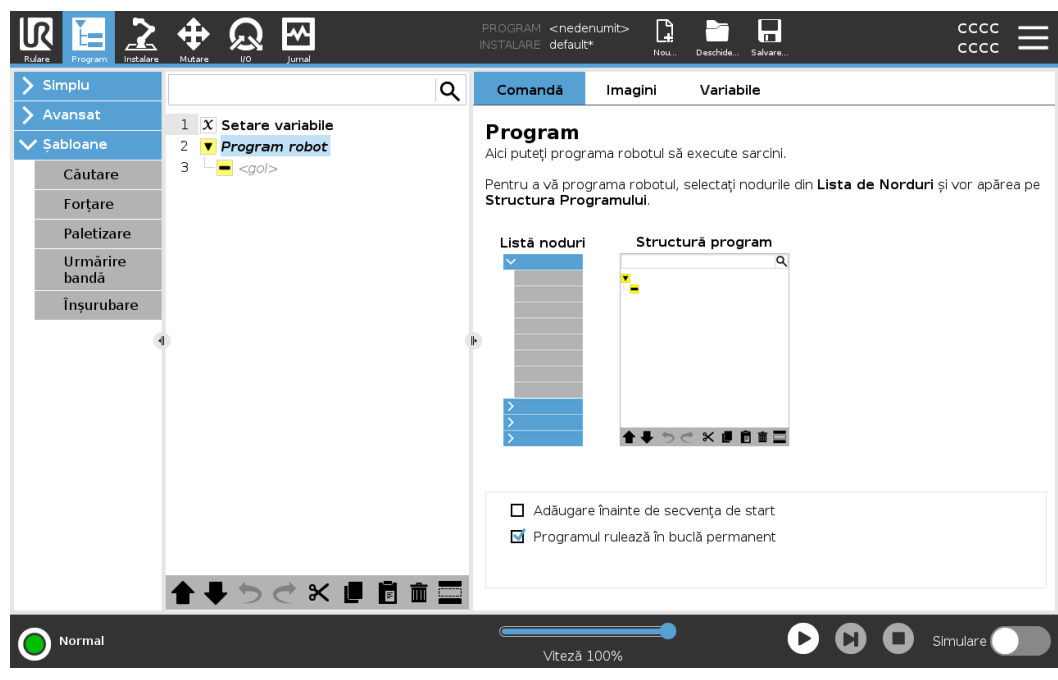 UR
Rulare
Program
Instalare
Mutare
I/O
Jurnal
PROGRAM <nedenumit>
INSTALARE default*
Nou...
Deschide...
Salvare...
CCCC
CCCC
Simplu
Avansat
Șabloane
Căutare
Forțare
Paletizare
Urmărire
bandă
Înșurubare
1 X Setare variabile
2 Program robot
3 <gol>
Comandă
Imagini
Variabile
Program
Aici puteți programa robotul să execute sarcini.
Pentru a vă programa robotul, selectați nodurile din Lista de Norduri și vor apărea pe
Structura Programului.
Listă noduri
Structură program
Adăugare înainte de secvența de start
Programul rulează în buclă permanent
Normal
Viteză 100%
Simulare